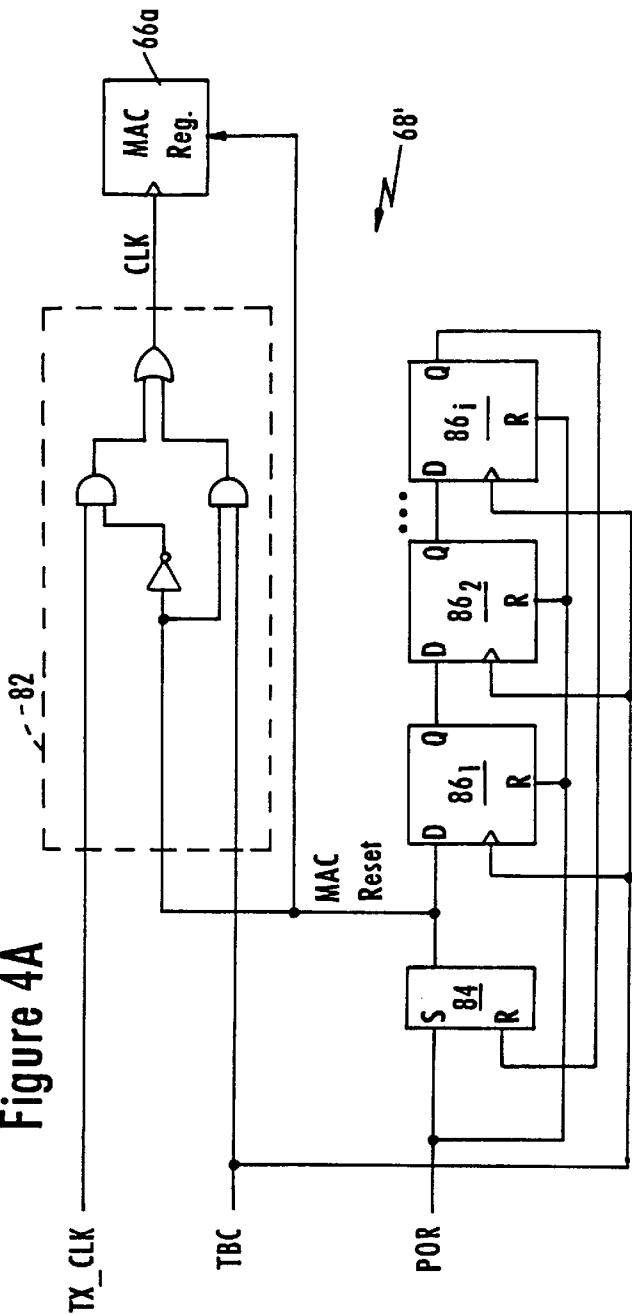 Figure 4A
TX_CLK
TBC
POR
82
CLK
MAC
Reg.
66a
68'
MAC
Reset
S
84
R
D
Q
86₁
R
D
Q
86₂
R
•••
D
Q
86ᵢ
R